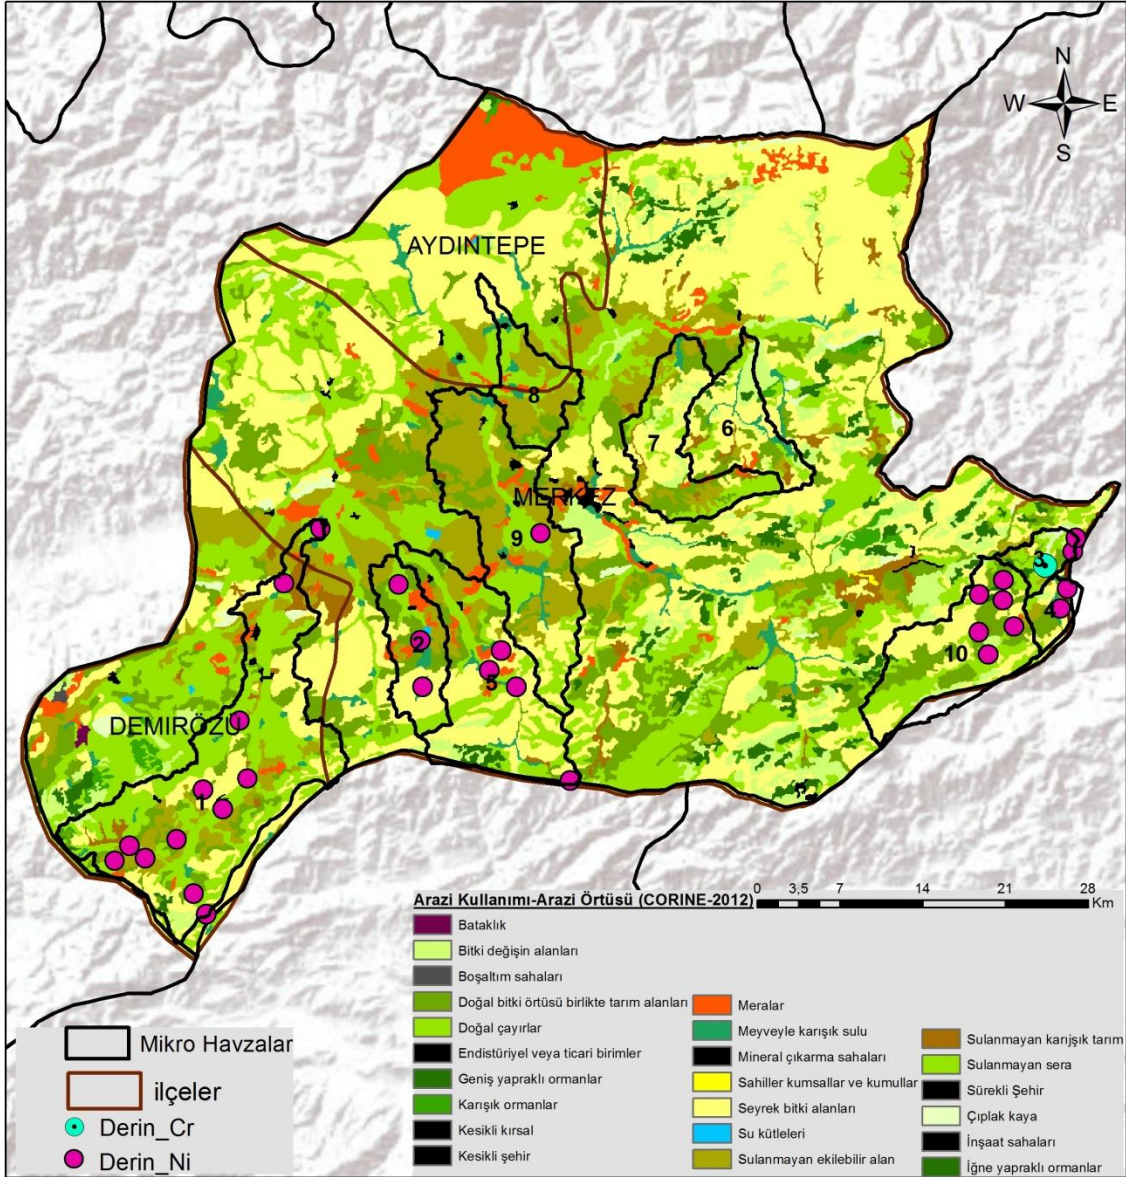 N
W E
S
AYDINTEPE
8
7 6
MERKEZ
9
3
4
2
5
10
DEMIRÖZÜ
1
Arazi Kullanımı-Arazi Örtüsü (CORINE-2012)
0 3,5 7 14 21 28
Km
Bataklık
Bitki değişin alanları
Boşaltım sahaları
Doğal bitki örtüsü birlikte tarım alanları
Doğal çayırlar
Endistüriyel veya ticari birimler
Geniş yapraklı ormanlar
Karışık ormanlar
Kesikli kırsal
Kesikli şehir
Meralar
Meyveyle karışık sulu
Mineral çıkarma sahaları
Sahiller kumsallar ve kumullar
Seyrek bitki alanları
Su kütleleri
Sulanmayan ekilebilir alan
Sulanmayan karijşık tarım
Sulanmayan sera
Sürekli Şehir
Çıplak kaya
İnşaat sahaları
İğne yapraklı ormanlar
Mikro Havzalar
ilçeler
Derin_Cr
Derin_Ni